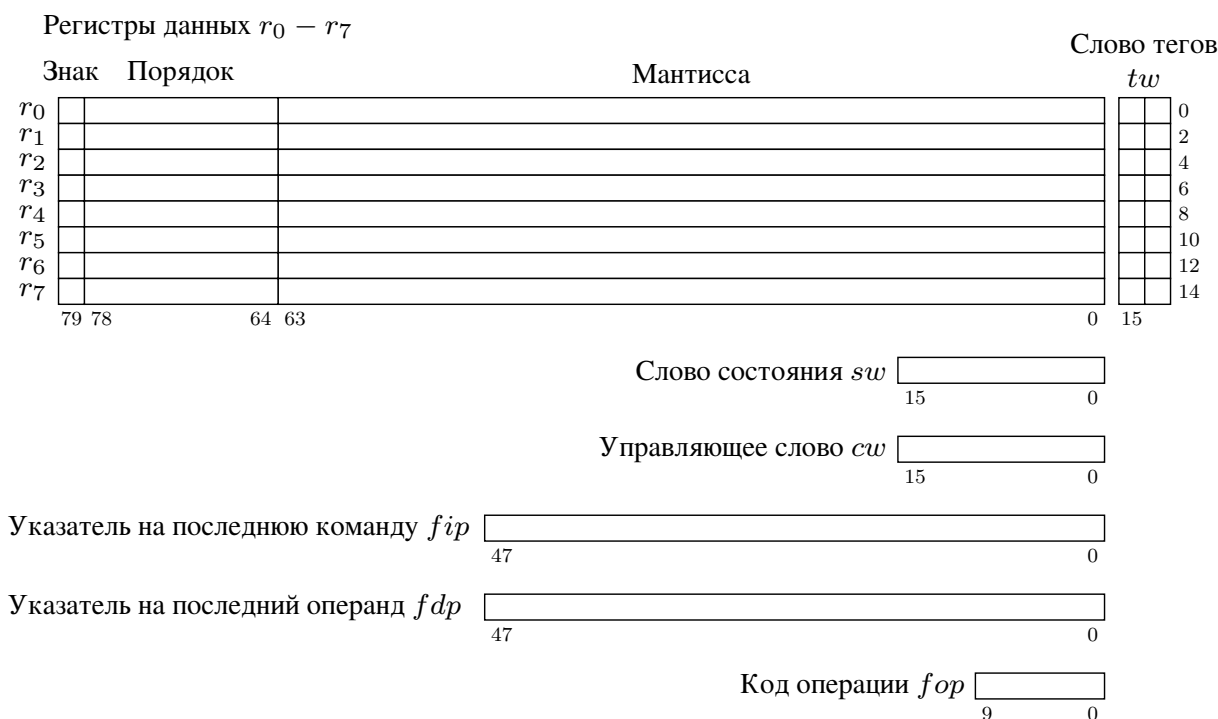 Регистры данных r0 − r7
Слово тегов
Знак Порядок Мантисса tw
r0 0
r1 2
r2 4
r3 6
r4 8
r5 10
r6 12
r7 14
79 78 64 63 0 15
Слово состояния sw
15 0
Управляющее слово cw
15 0
Указатель на последнюю команду fip
47 0
Указатель на последний операнд fdp
47 0
Код операции fop
9 0